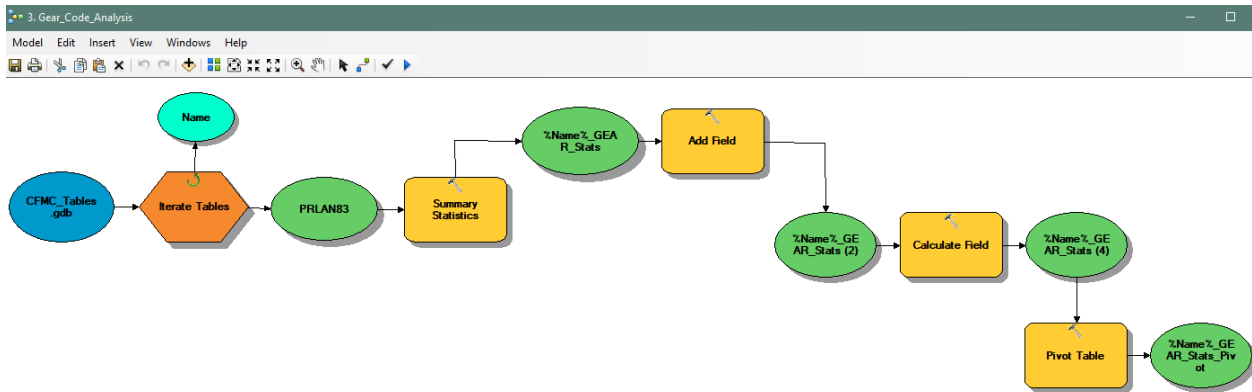 3. Gear_Code_Analysis
Model Edit Insert View Windows Help
Name
%Name%_GEA
R_Stats
Add Field
CFMC_Tables
.gdb
Iterate Tables
PRLAN83
Summary
Statistics
%Name%_GE
AR_Stats (2)
Calculate Field
%Name%_GE
AR_Stats (4)
Pivot Table
%Name%_GE
AR_Stats_Piv
ot